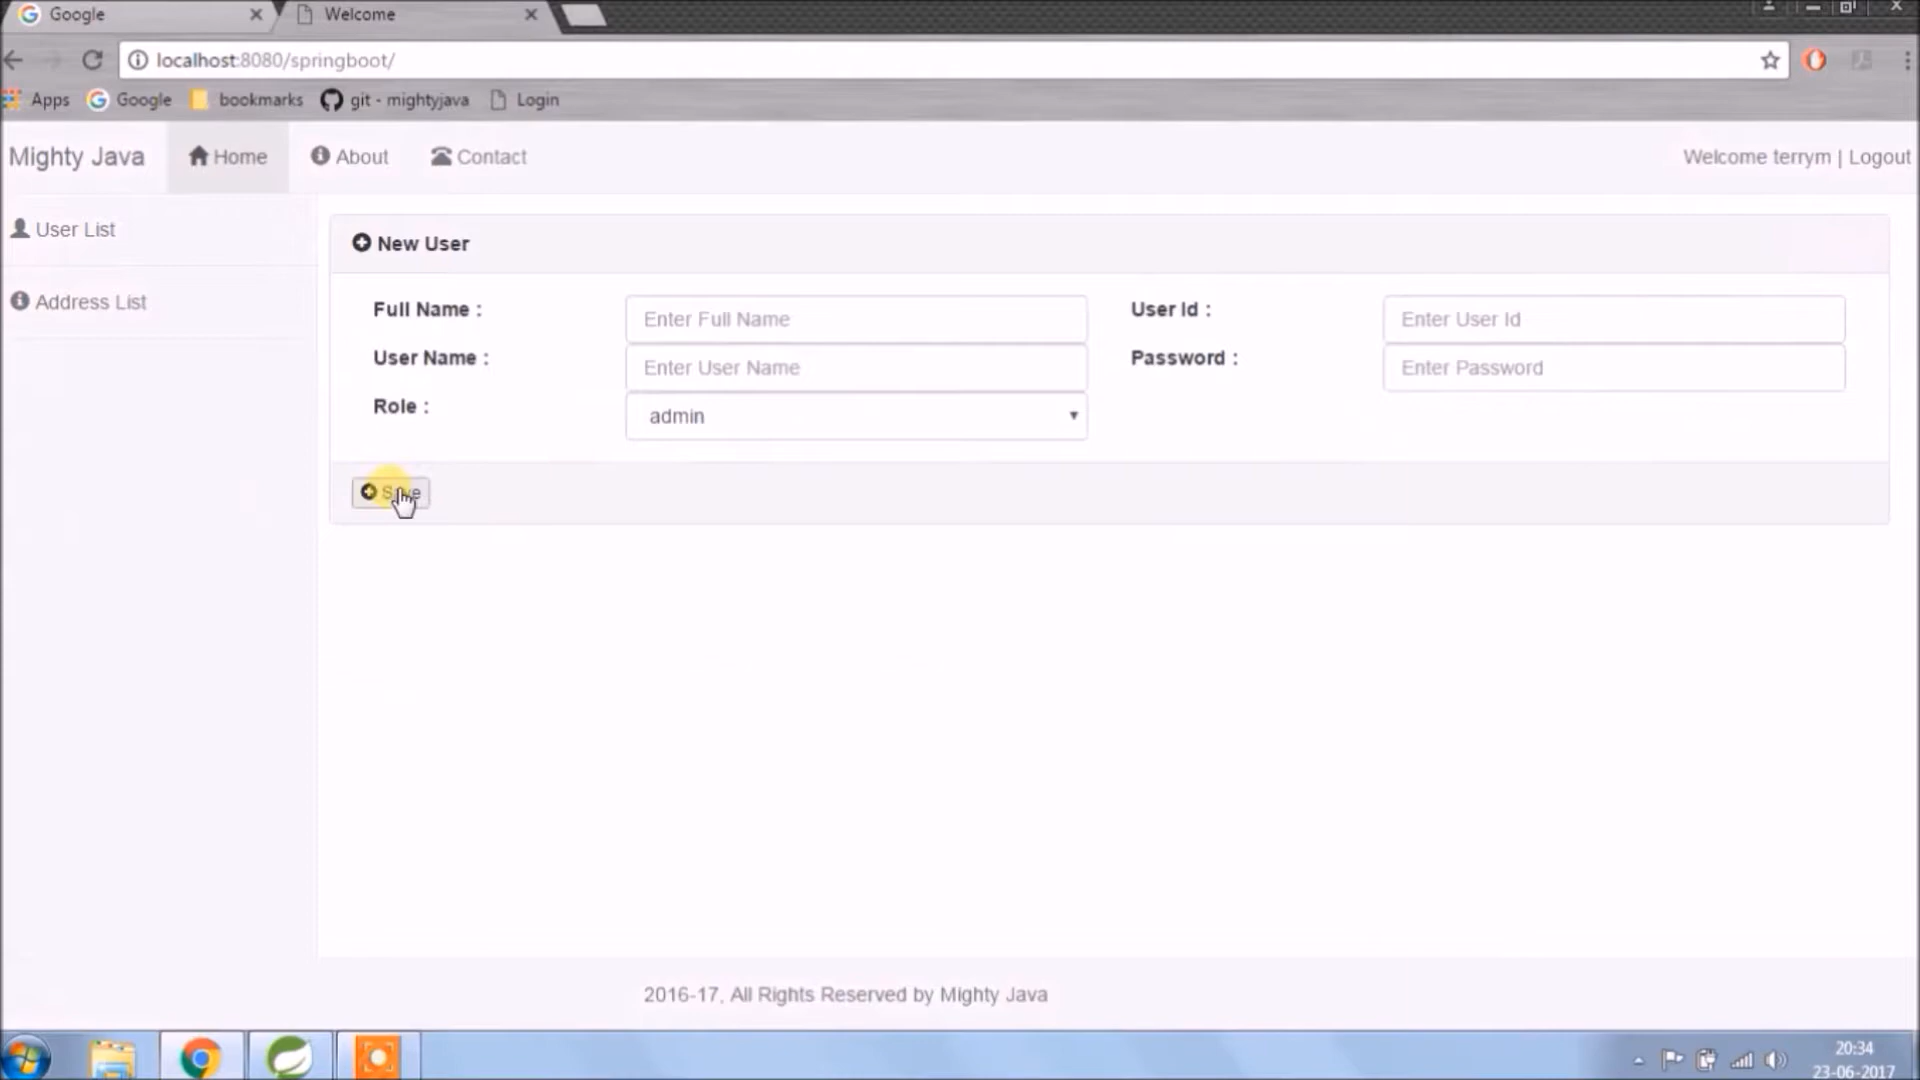 Google
Welcome
localhost:8080/springboot/
Apps Google bookmarks git - mightyjava Login
Mighty Java Home About Contact Welcome terrym | Logout
User List
Address List
New User
Full Name : Enter Full Name User Id : Enter User Id
User Name : Enter User Name Password : Enter Password
Role : admin
Save
2016-17, All Rights Reserved by Mighty Java
20:34
23-06-2017